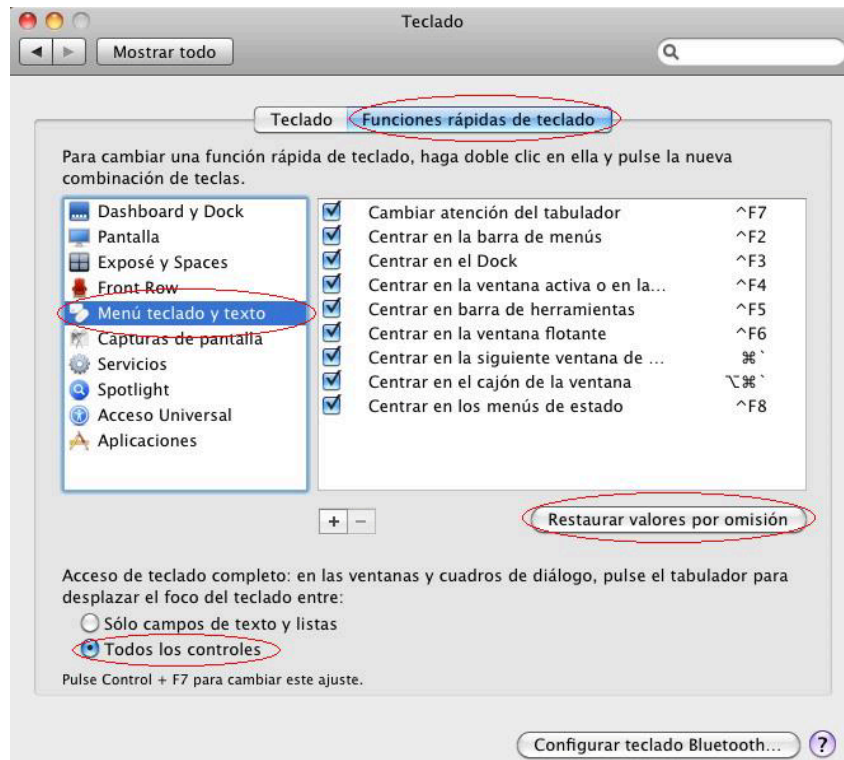 Teclado
Mostrar todo
Teclado
Funciones rápidas de teclado
Para cambiar una función rápida de teclado, haga doble clic en ella y pulse la nueva
combinación de teclas.
Dashboard y Dock
Pantalla
Exposé y Spaces
Front Row
Menú teclado y texto
Capturas de pantalla
Servicios
Spotlight
Acceso Universal
Aplicaciones
Cambiar atención del tabulador ^F7
Centrar en la barra de menús ^F2
Centrar en el Dock ^F3
Centrar en la ventana activa o en la... ^F4
Centrar en barra de herramientas ^F5
Centrar en la ventana flotante ^F6
Centrar en la siguiente ventana de ... ⌘`
Centrar en el cajón de la ventana ⌥⌘`
Centrar en los menús de estado ^F8
+ −
Restaurar valores por omisión
Acceso de teclado completo: en las ventanas y cuadros de diálogo, pulse el tabulador para
desplazar el foco del teclado entre:
Sólo campos de texto y listas
Todos los controles
Pulse Control + F7 para cambiar este ajuste.
Configurar teclado Bluetooth... ?